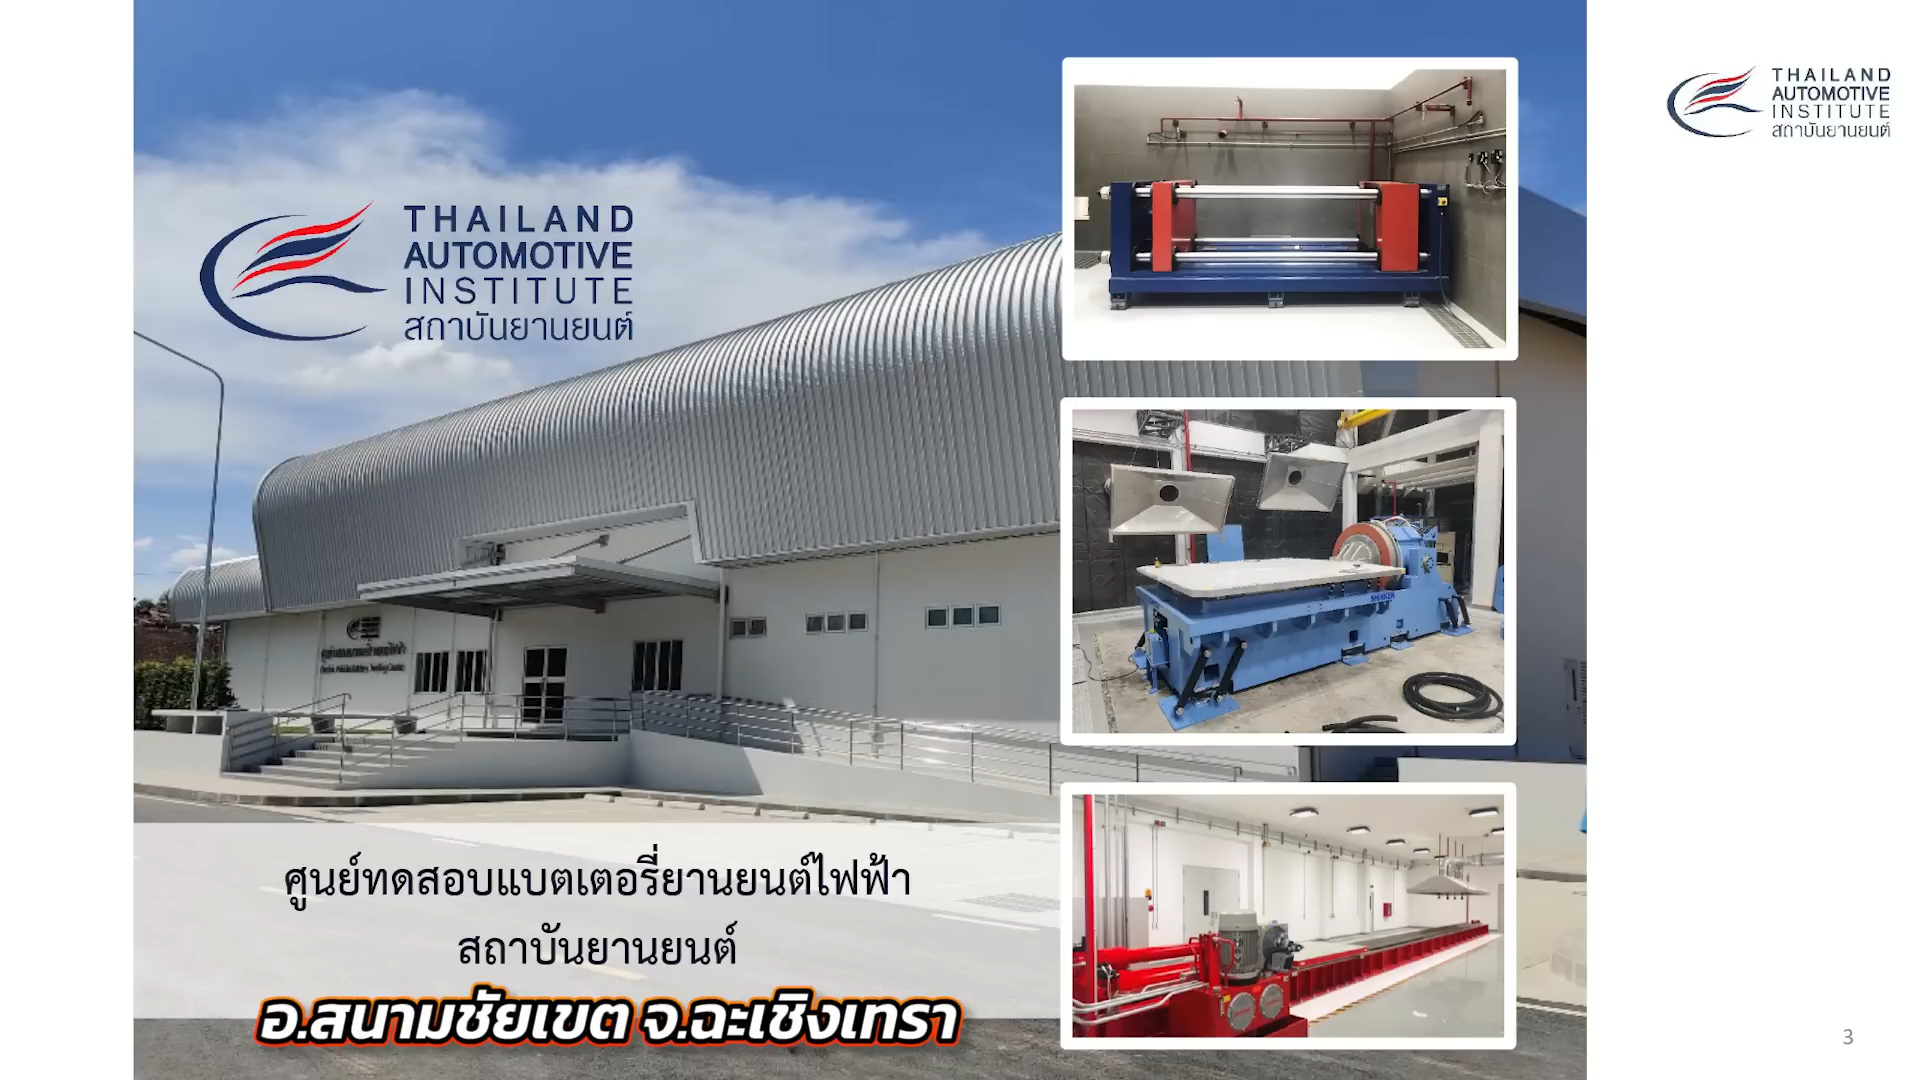 THAILAND
AUTOMOTIVE
INSTITUTE
สถาบันยานยนต์
THAILAND
AUTOMOTIVE
INSTITUTE
สถาบันยานยนต์
SHINKEN
ศูนย์ทดสอบแบตเตอรี่ยานยนต์ไฟฟ้า
สถาบันยานยนต์
อ.สนามชัยเขต จ.ฉะเชิงเทรา
3